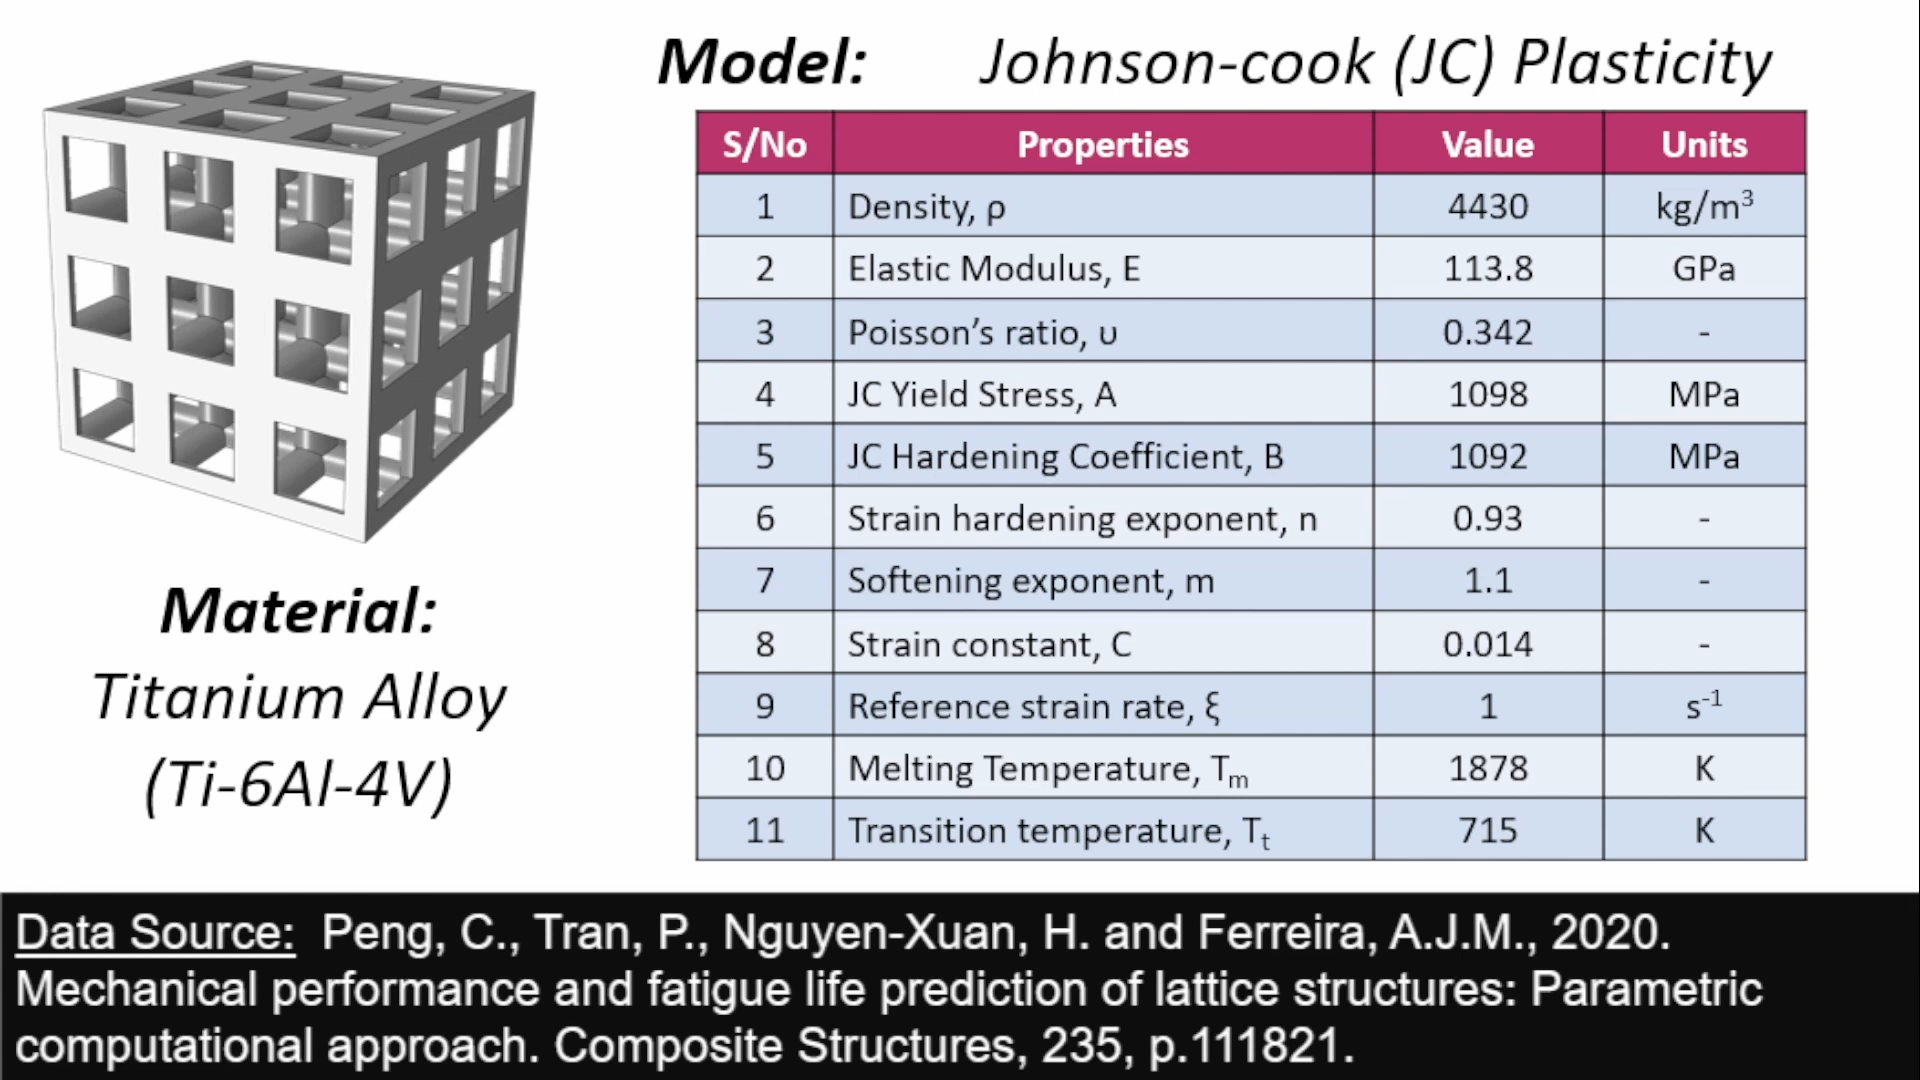 Model: Johnson-cook (JC) Plasticity
S/No Properties Value Units
1 Density, ρ 4430 kg/m³
2 Elastic Modulus, E 113.8 GPa
3 Poisson’s ratio, υ 0.342 -
4 JC Yield Stress, A 1098 MPa
5 JC Hardening Coefficient, B 1092 MPa
6 Strain hardening exponent, n 0.93 -
7 Softening exponent, m 1.1 -
8 Strain constant, C 0.014 -
9 Reference strain rate, ξ 1 s⁻¹
10 Melting Temperature, Tₘ 1878 K
11 Transition temperature, Tₜ 715 K
Material:
Titanium Alloy
(Ti-6Al-4V)
Data Source: Peng, C., Tran, P., Nguyen-Xuan, H. and Ferreira, A.J.M., 2020.
Mechanical performance and fatigue life prediction of lattice structures: Parametric
computational approach. Composite Structures, 235, p.111821.